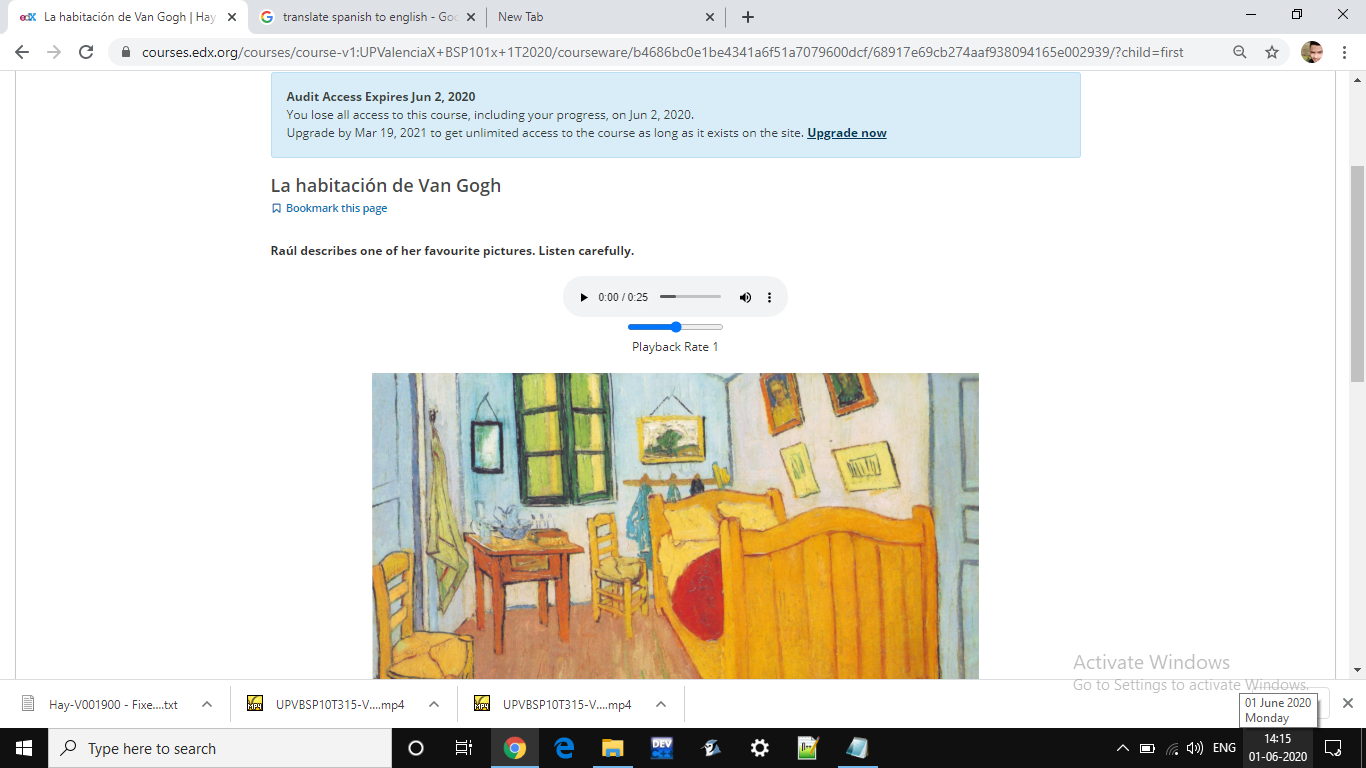 La habitación de Van Gogh | Hay
translate spanish to english - Goo
New Tab
courses.edx.org/courses/course-v1:UPValenciaX+BSP101x+1T2020/courseware/b4686bc0e1be4341a6f51a7079600dcf/68917e69cb274aaf938094165e002939/?child=first
Audit Access Expires Jun 2, 2020
You lose all access to this course, including your progress, on Jun 2, 2020.
Upgrade by Mar 19, 2021 to get unlimited access to the course as long as it exists on the site. Upgrade now
La habitación de Van Gogh
Bookmark this page
Raúl describes one of her favourite pictures. Listen carefully.
0:00 / 0:25
Playback Rate 1
Activate Windows
Go to Settings to activate Windows.
Hay-V001900 - Fixe....txt
UPVBSP10T315-V....mp4
UPVBSP10T315-V....mp4
01 June 2020
Monday
Type here to search
DEV
ENG
14:15
01-06-2020